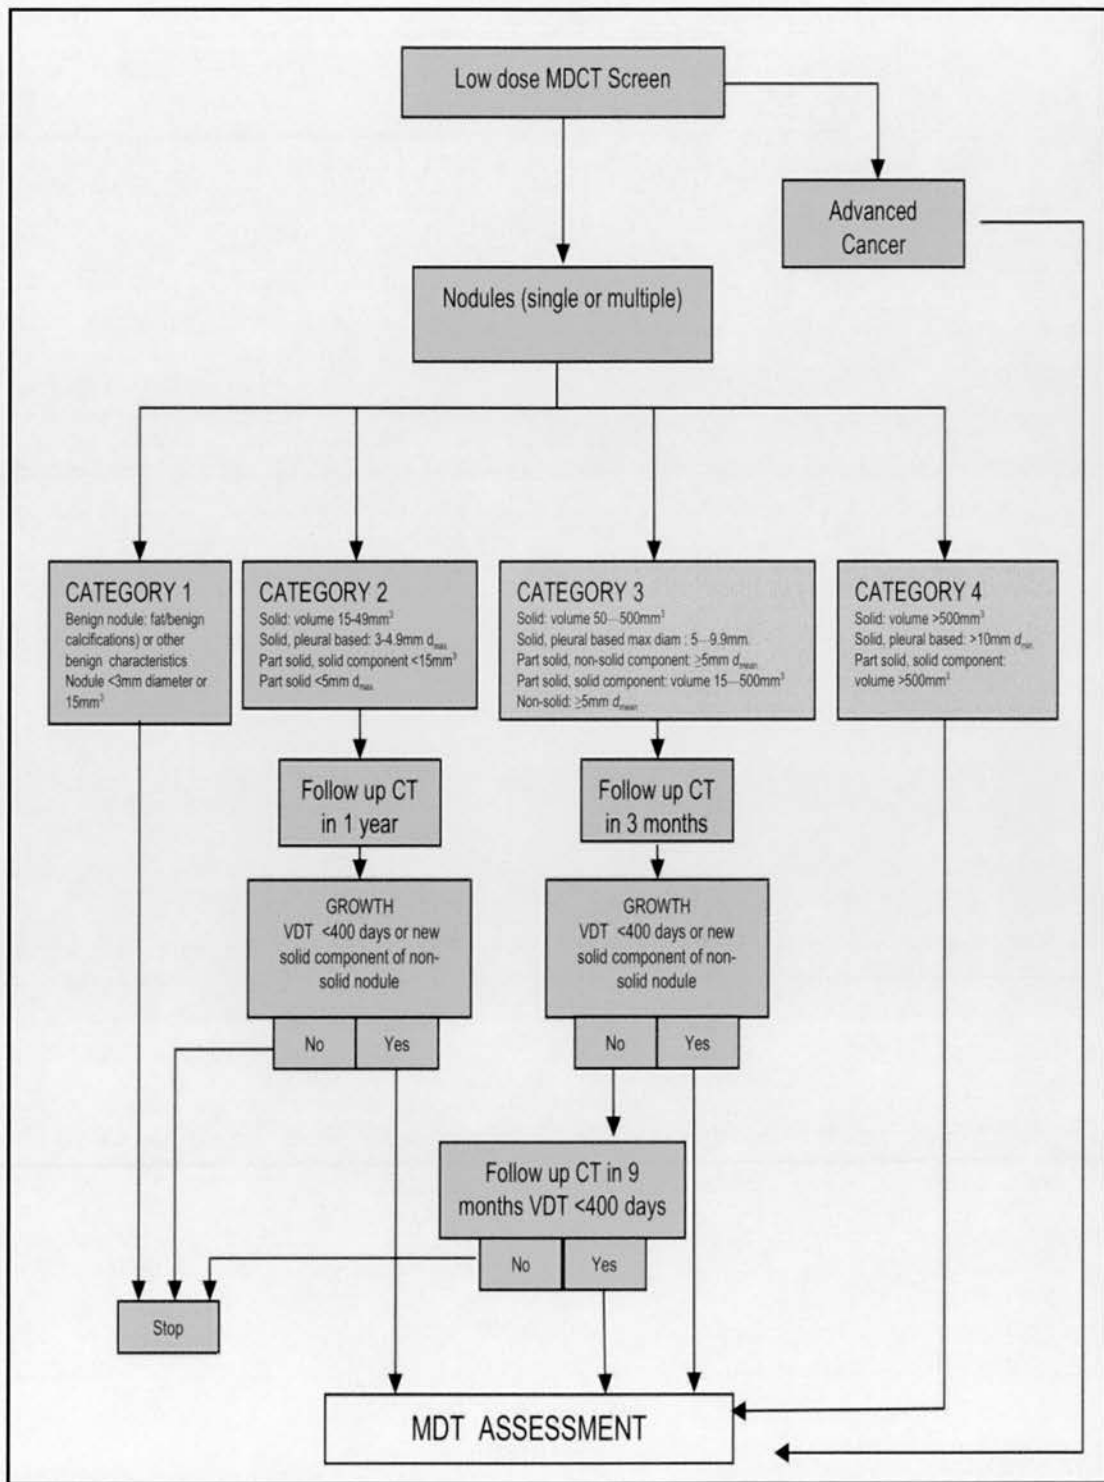 Low dose MDCT Screen
Advanced
Cancer
Nodules (single or multiple)
CATEGORY 1
Benign nodule: fat/benign
calcifications) or other
benign characteristics
Nodule <3mm diameter or
15mm³
CATEGORY 2
Solid: volume 15-49mm³
Solid, pleural based: 3-4.9mm dmax.
Part solid, solid component <15mm³
Part solid <5mm dmax.
CATEGORY 3
Solid: volume 50—500mm³
Solid, pleural based max diam : 5—9.9mm.
Part solid, non-solid component: ≥5mm dmean.
Part solid, solid component: volume 15—500mm³
Non-solid: ≥5mm dmean
CATEGORY 4
Solid: volume >500mm³
Solid, pleural based: >10mm dmin
Part solid, solid component:
volume >500mm³
Follow up CT
in 1 year
Follow up CT
in 3 months
GROWTH
VDT <400 days or new
solid component of non-
solid nodule
No Yes
GROWTH
VDT <400 days or new
solid component of non-
solid nodule
No Yes
Follow up CT in 9
months VDT <400 days
No Yes
Stop
MDT ASSESSMENT